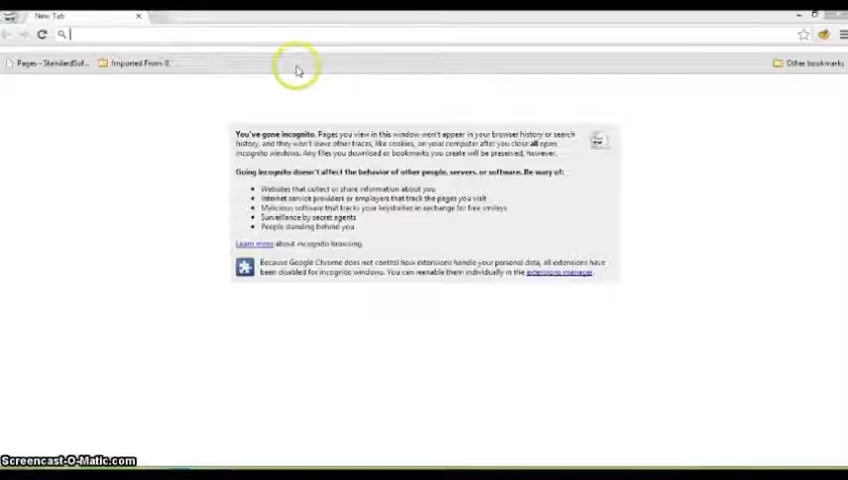 New Tab
Pages - StandardSof...
Imported From IE
Other bookmarks
You've gone incognito. Pages you view in this window won't appear in your browser history or search
history, and they won't leave other traces, like cookies, on your computer after you close all open
incognito windows. Any files you download or bookmarks you create will be preserved, however.
Going incognito doesn't affect the behavior of other people, servers, or software. Be wary of:
Websites that collect or share information about you
Internet service providers or employers that track the pages you visit
Malicious software that tracks your keystrokes in exchange for free smileys
Surveillance by secret agents
People standing behind you
Learn more about incognito browsing.
Because Google Chrome does not control how extensions handle your personal data, all extensions have
been disabled for incognito windows. You can reenable them individually in the extensions manager.
Screencast-O-Matic.com